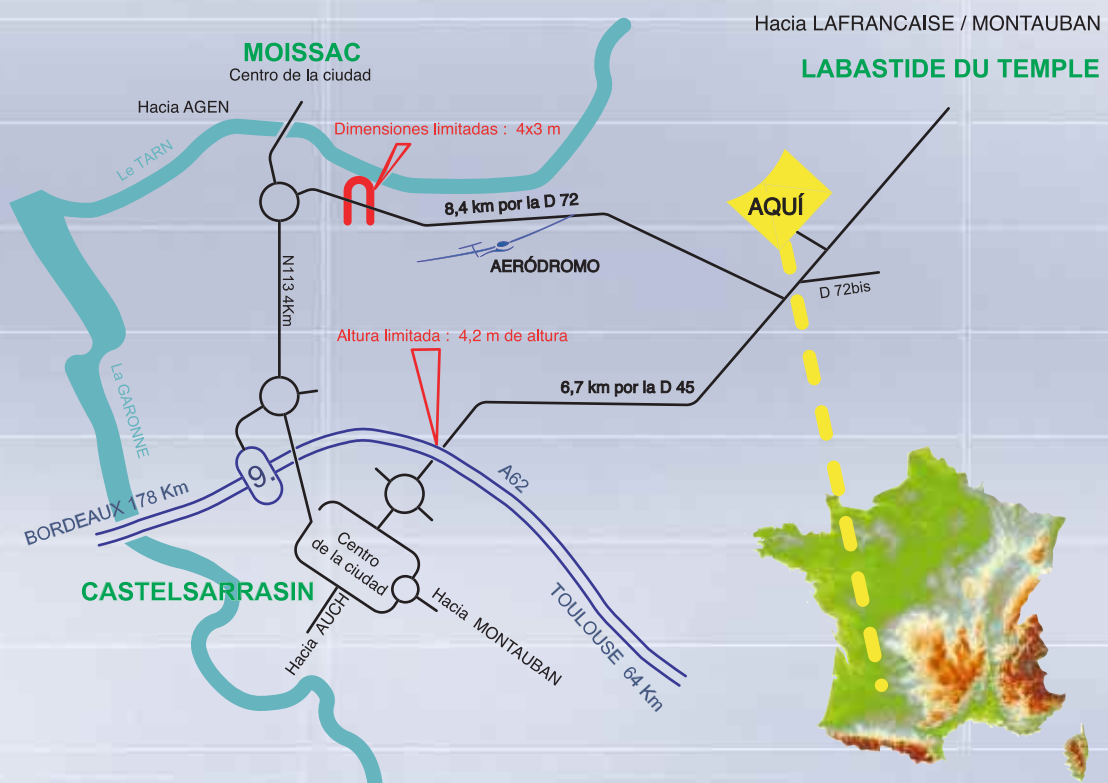 Hacia LAFRANCAISE / MONTAUBAN
LABASTIDE DU TEMPLE
MOISSAC
Centro de la ciudad
Hacia AGEN
Le TARN
Dimensiones limitadas : 4x3 m
8,4 km por la D 72
AQUÍ
AERÓDROMO
D 72bis
N113 4Km
Altura limitada : 4,2 m de altura
6,7 km por la D 45
La GARONNE
9.
A62
BORDEAUX 178 Km
Centro
de la ciudad
CASTELSARRASIN
Hacia AUCH
Hacia MONTAUBAN
TOULOUSE 64 Km